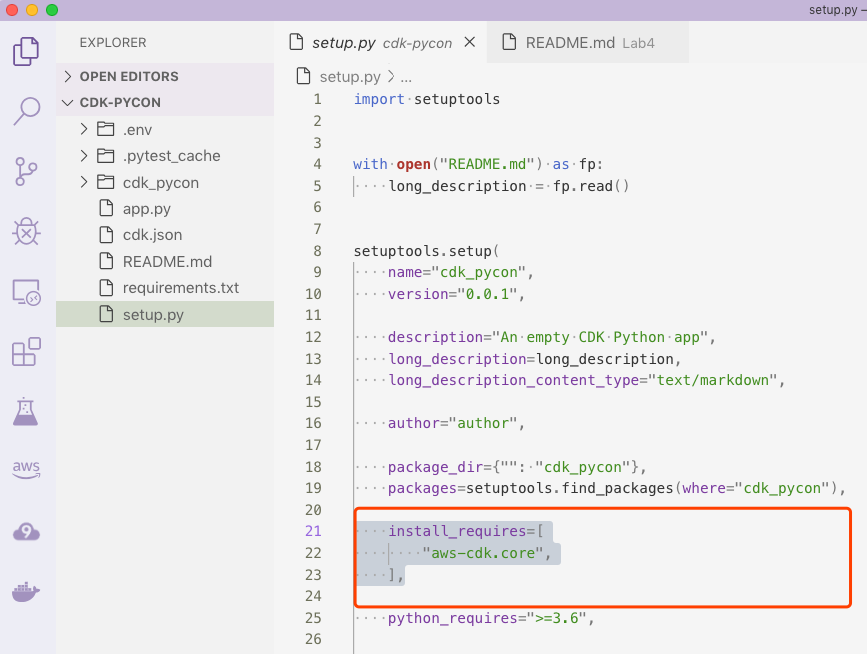 setup.py —
EXPLORER
OPEN EDITORS
CDK-PYCON
.env
.pytest_cache
cdk_pycon
app.py
cdk.json
README.md
requirements.txt
setup.py
aws
9
setup.py cdk-pycon
README.md Lab4
setup.py > ...
1 import setuptools
2
3
4 with open("README.md") as fp:
5     long_description = fp.read()
6
7
8 setuptools.setup(
9     name="cdk_pycon",
10     version="0.0.1",
11
12     description="An empty CDK Python app",
13     long_description=long_description,
14     long_description_content_type="text/markdown",
15
16     author="author",
17
18     package_dir={"": "cdk_pycon"},
19     packages=setuptools.find_packages(where="cdk_pycon"),
20
21     install_requires=[
22         "aws-cdk.core",
23     ],
24
25     python_requires=">=3.6",
26